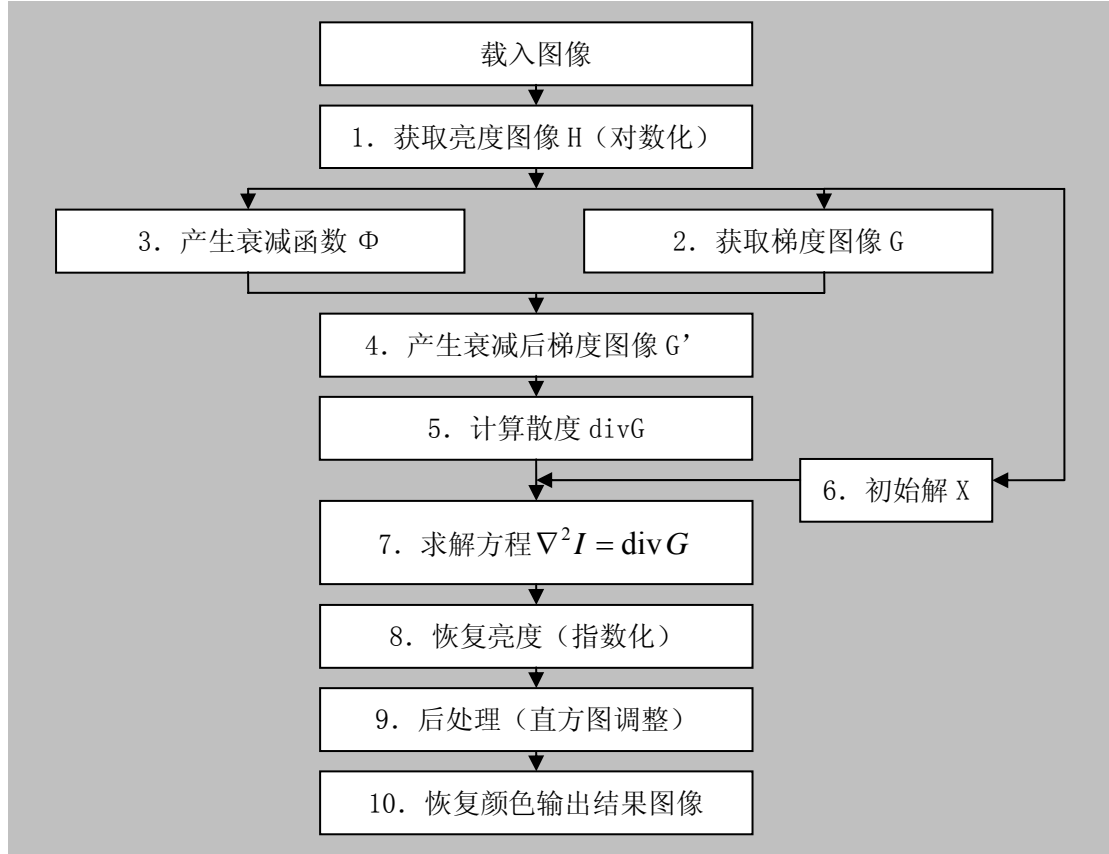 载入图像
1. 获取亮度图像 H（对数化）
3. 产生衰减函数 Φ
2. 获取梯度图像 G
4. 产生衰减后梯度图像 G’
5. 计算散度 divG
6. 初始解 X
7. 求解方程∇²I = div G
8. 恢复亮度（指数化）
9. 后处理（直方图调整）
10. 恢复颜色输出结果图像